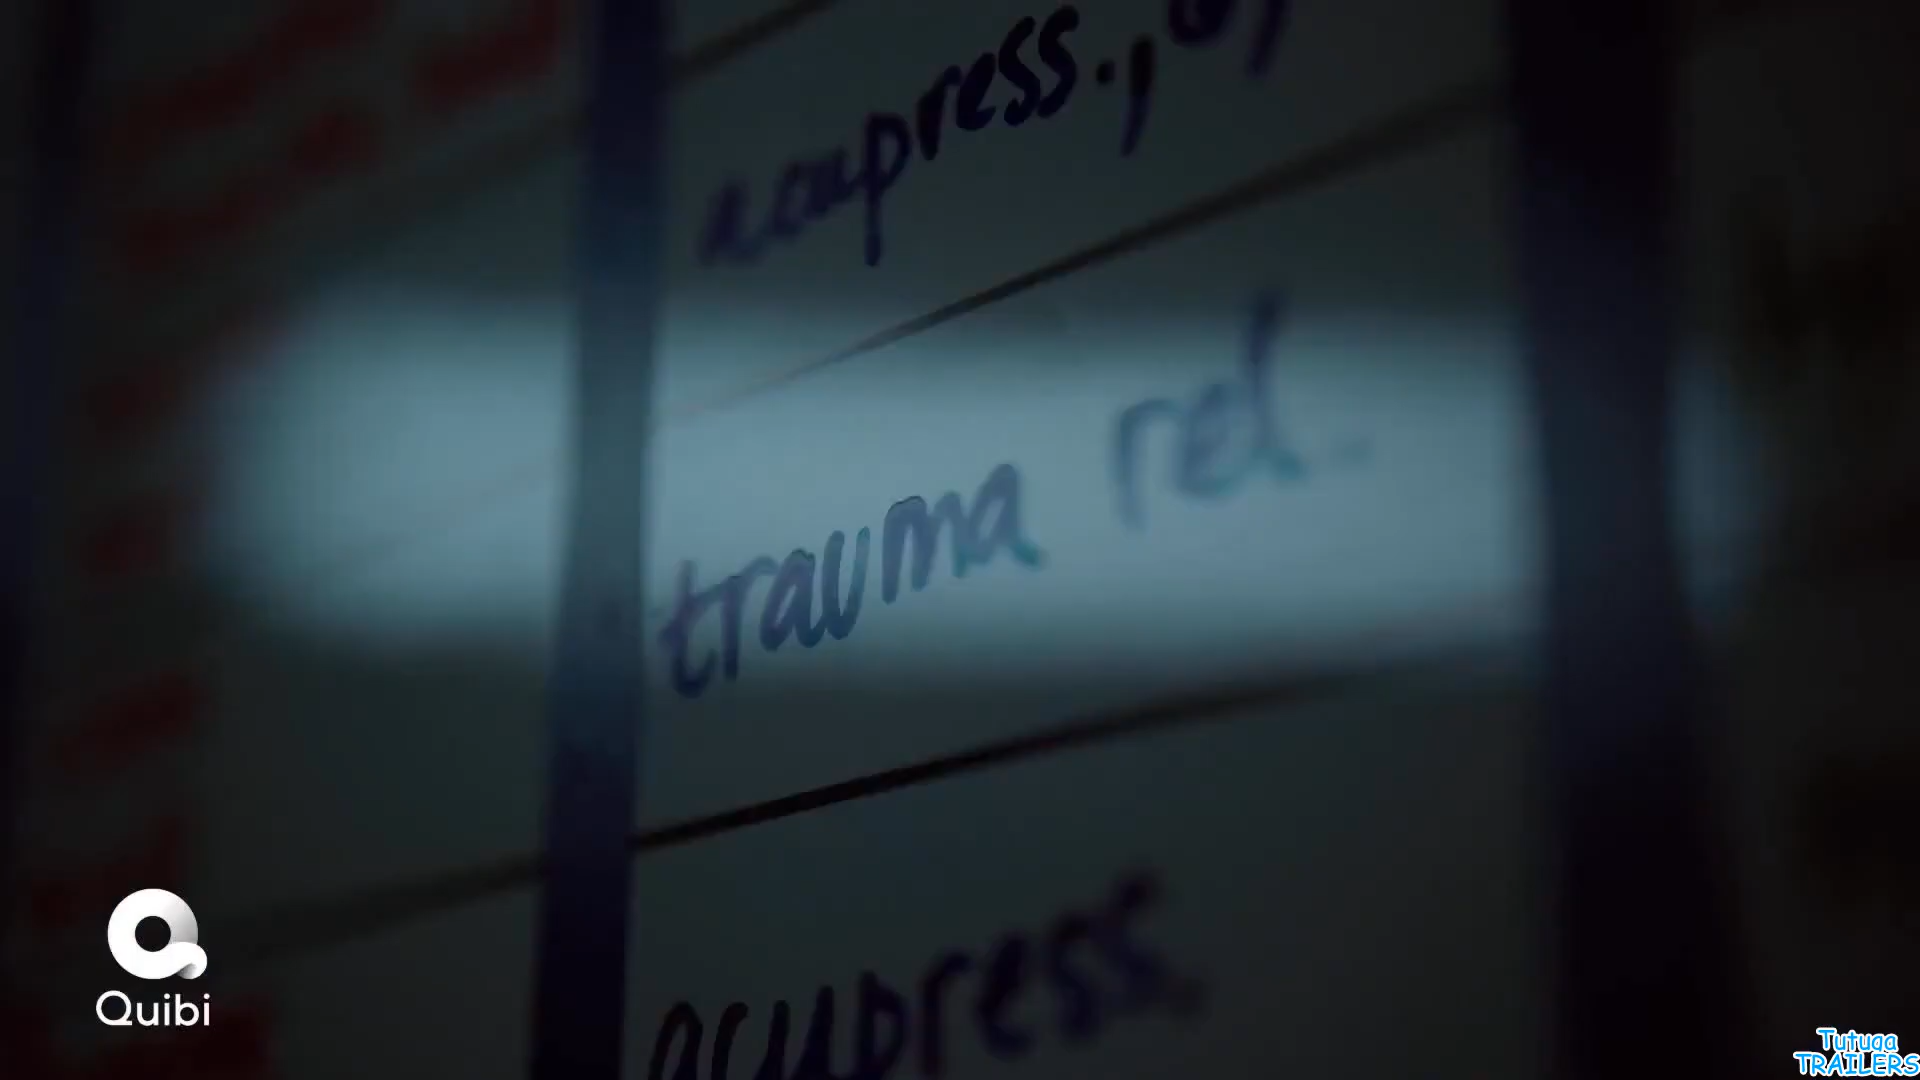 acupress.,
trauma rel.
acupress.
Quibi
Tutuga
TRAILERS